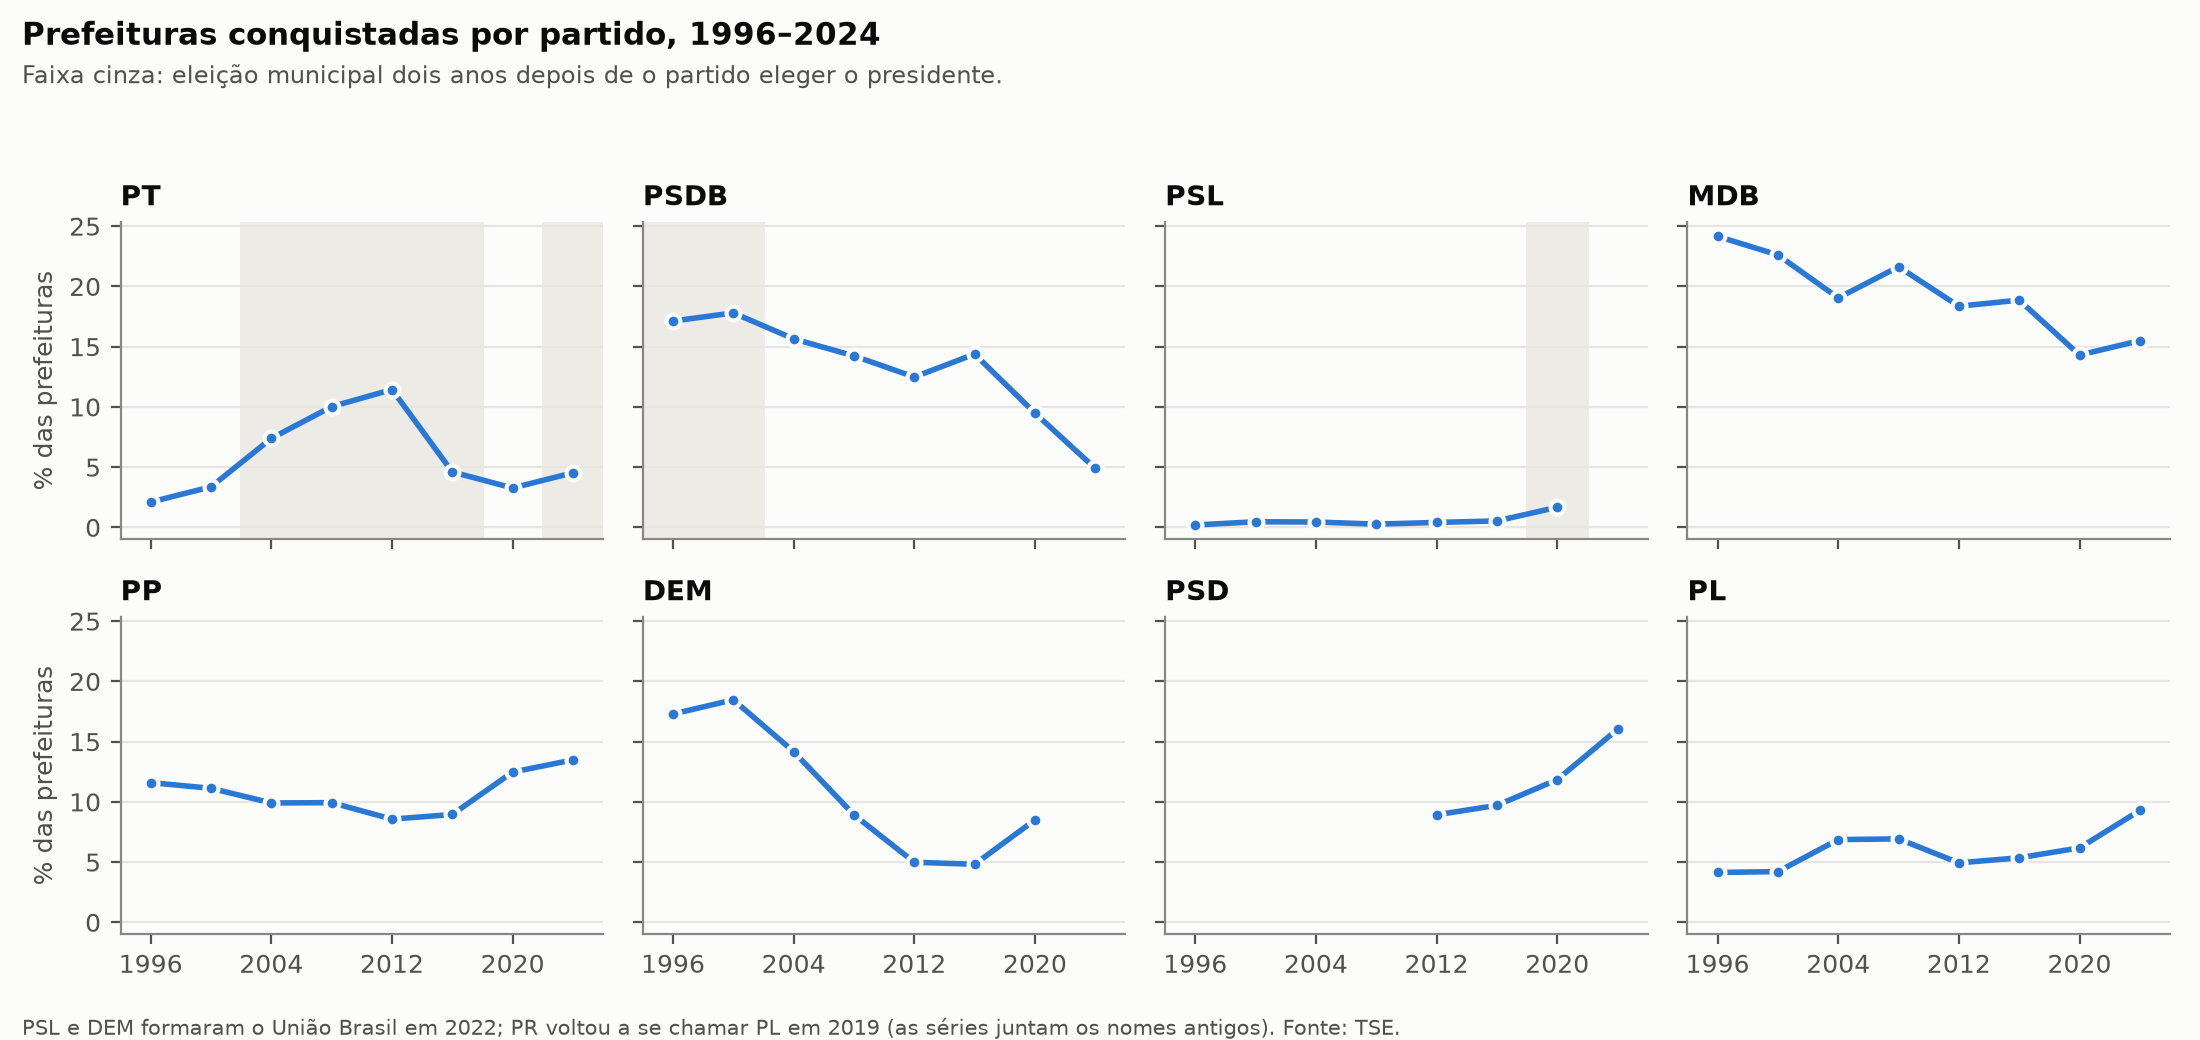 Prefeituras conquistadas por partido, 1996–2024
Faixa cinza: eleição municipal dois anos depois de o partido eleger o presidente.
PT
PSDB
PSL
MDB
% das prefeituras
25
20
15
10
5
0
PP
DEM
PSD
PL
% das prefeituras
25
20
15
10
5
0
1996 2004 2012 2020
1996 2004 2012 2020
1996 2004 2012 2020
1996 2004 2012 2020
PSL e DEM formaram o União Brasil em 2022; PR voltou a se chamar PL em 2019 (as séries juntam os nomes antigos). Fonte: TSE.